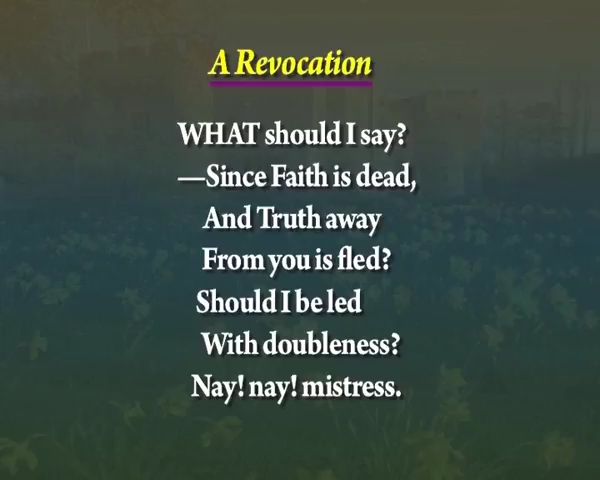 A Revocation
WHAT should I say?
—Since Faith is dead,
And Truth away
From you is fled?
Should I be led
With doubleness?
Nay! nay! mistress.